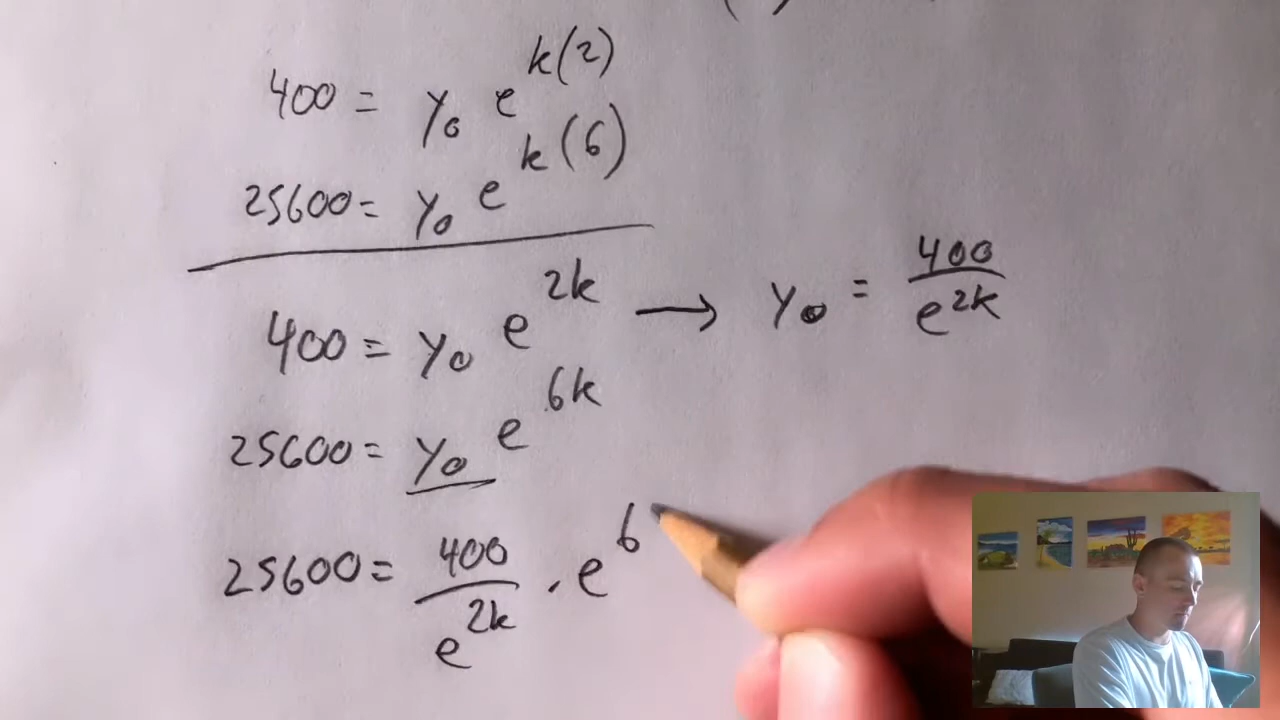 400 = y₀ e^k(2)
25600 = y₀ e^k(6)
400 = y₀ e^2k → y₀ = 400/e^2k
25600 = y₀ e^6k
25600 = 400/e^2k · e^6